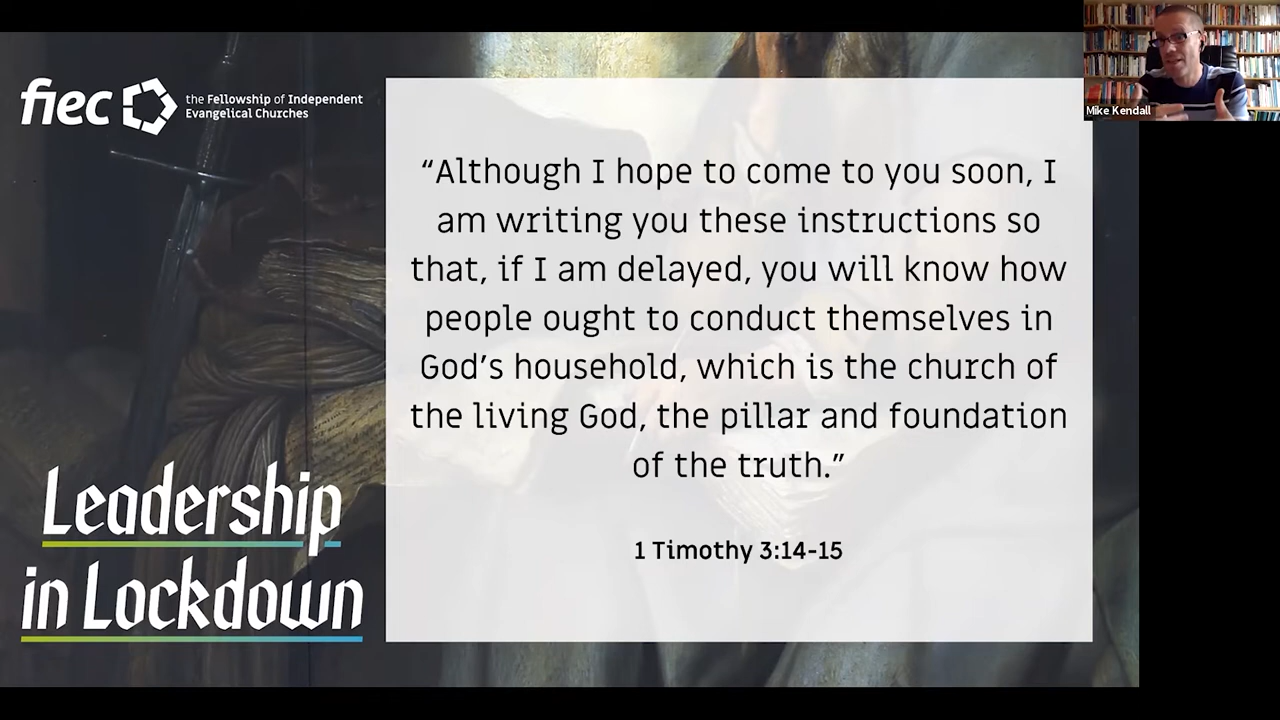 fiec the Fellowship of Independent
Evangelical Churches
Mike Kendall
“Although I hope to come to you soon, I
am writing you these instructions so
that, if I am delayed, you will know how
people ought to conduct themselves in
God’s household, which is the church of
the living God, the pillar and foundation
of the truth.”
1 Timothy 3:14-15
Leadership
in Lockdown